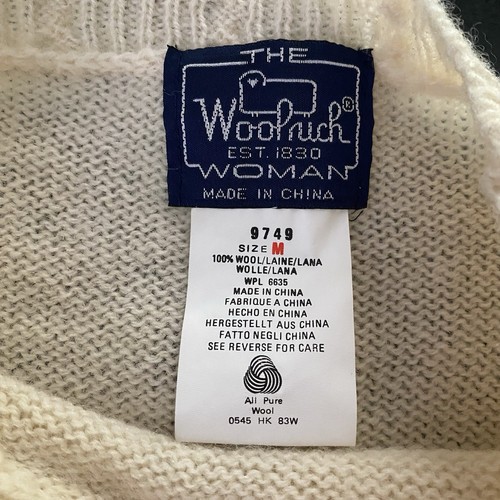 THE
Woolrich®
EST. 1830
WOMAN
MADE IN CHINA
9749
SIZE M
100% WOOL/LAINE/LANA
WOLLE/LANA
WPL 6635
MADE IN CHINA
FABRIQUE A CHINA
HECHO EN CHINA
HERGESTELLT AUS CHINA
FATTO NEGLI CHINA
SEE REVERSE FOR CARE
All Pure
Wool
0545 HK 83W